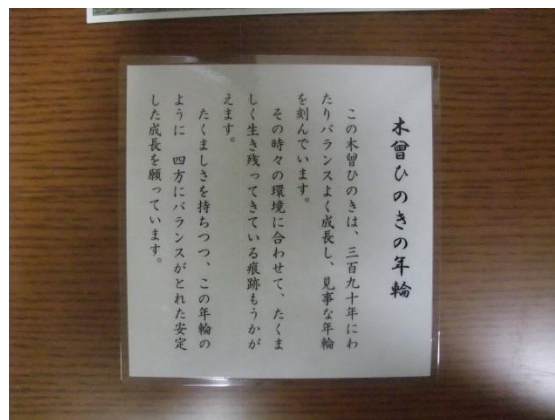 木曾ひのきの年輪
この木曾ひのきは、三百九十年にわ
たりバランスよく成長し、見事な年輪
を刻んでいます。
その時々の環境に合わせて、たくま
しく生き残ってきている痕跡もうかが
えます。
たくましさを持ちつつ、この年輪の
ように　四方にバランスがとれた安定
した成長を願っています。